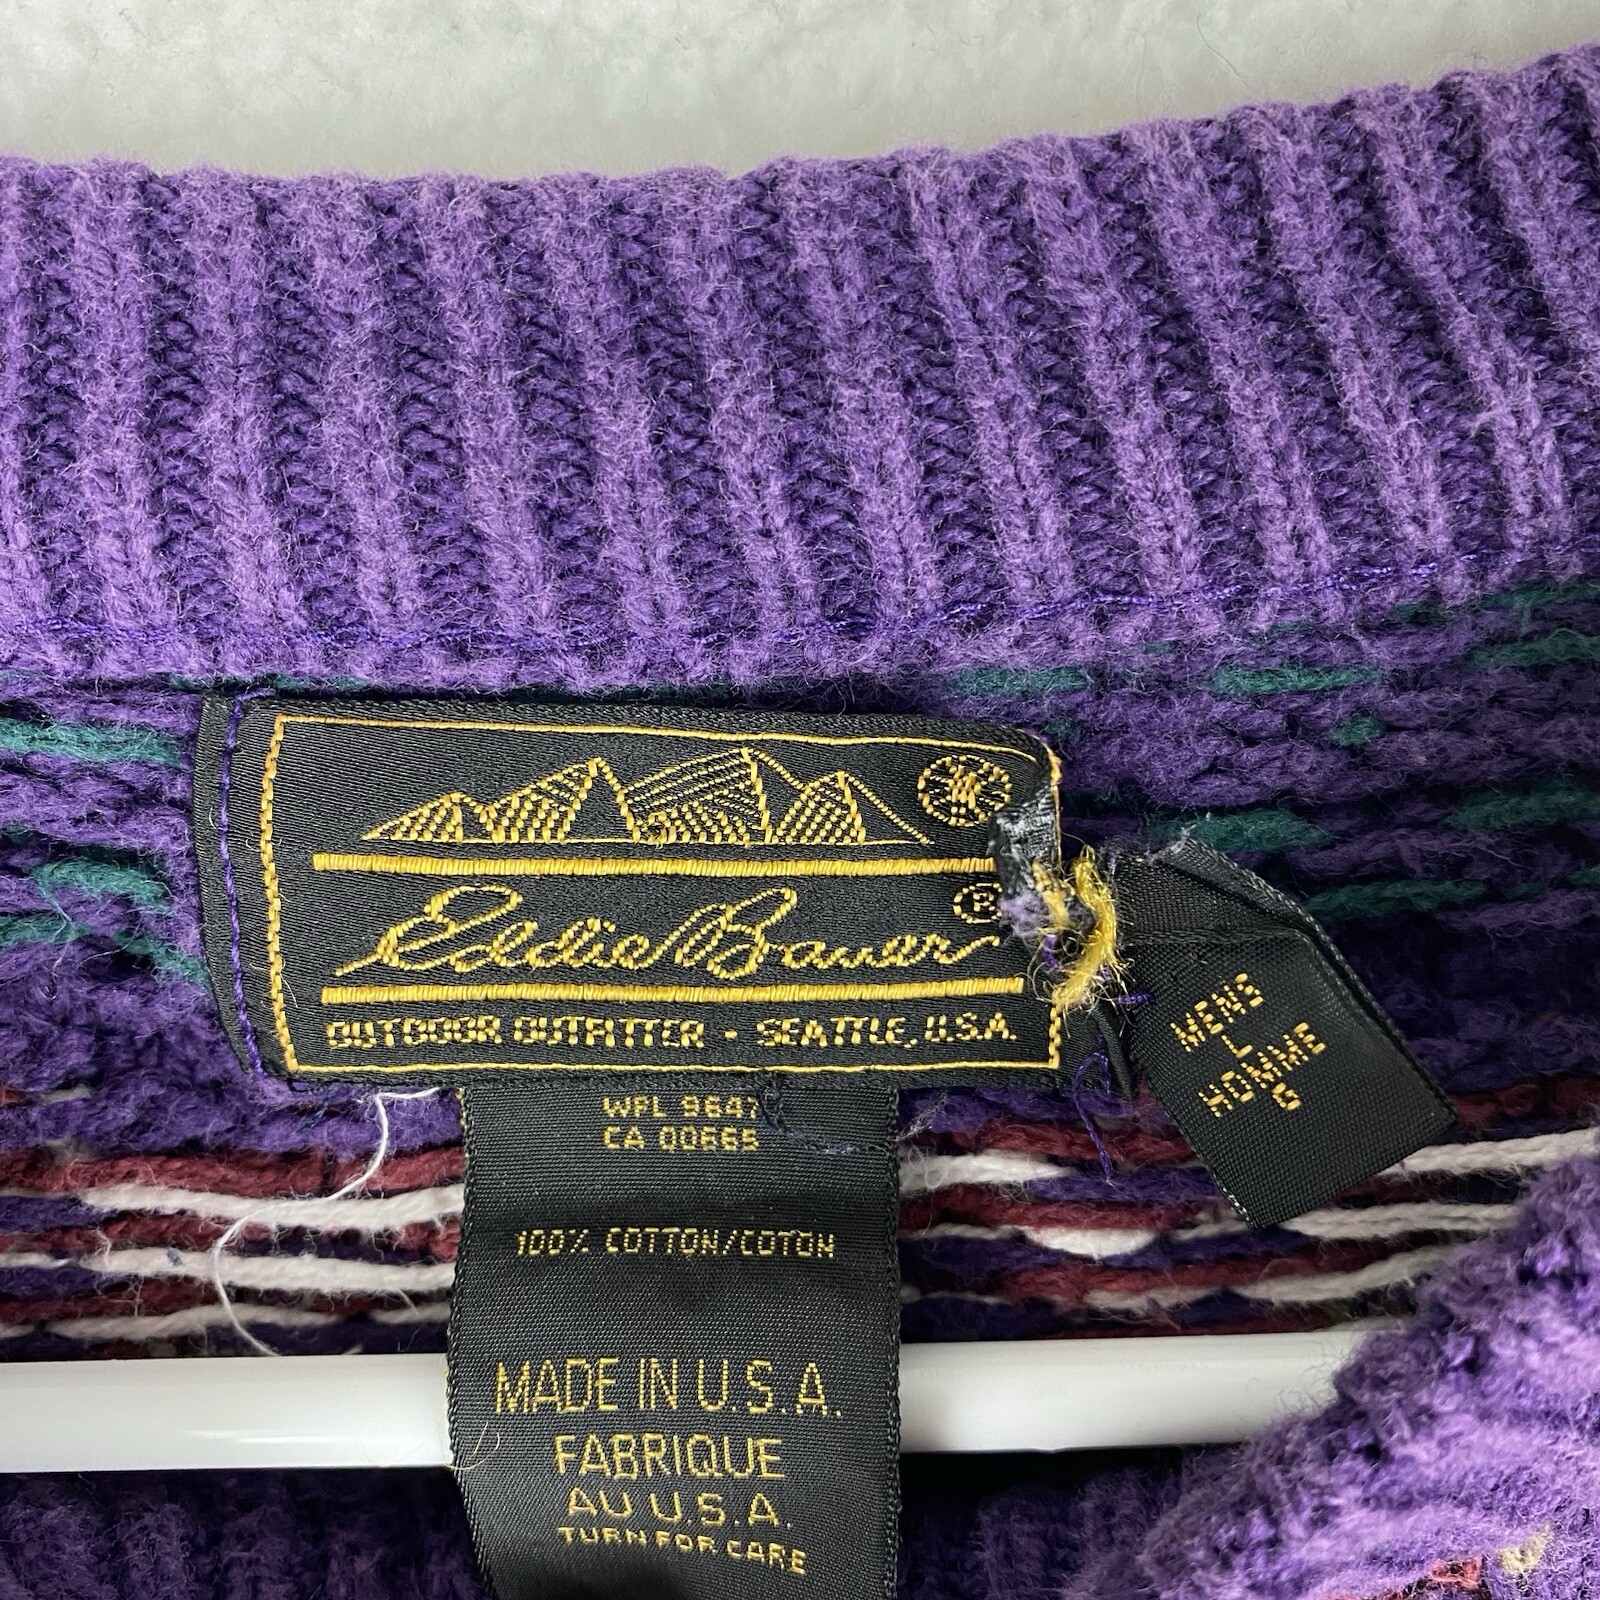 Eddie Bauer ®
OUTDOOR OUTFITTER - SEATTLE, U.S.A.
MENS
L
HOMME
G
WPL 9647
CA 00668
100% COTTON/COTON
MADE IN U.S.A.
FABRIQUE
AU U.S.A.
TURN FOR CARE